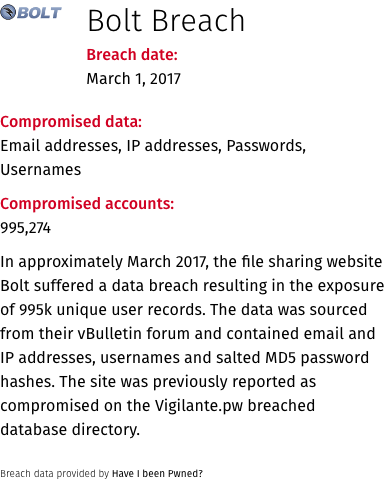 BOLT
Bolt Breach
Breach date:
March 1, 2017
Compromised data:
Email addresses, IP addresses, Passwords,
Usernames
Compromised accounts:
995,274
In approximately March 2017, the file sharing website
Bolt suffered a data breach resulting in the exposure
of 995k unique user records. The data was sourced
from their vBulletin forum and contained email and
IP addresses, usernames and salted MD5 password
hashes. The site was previously reported as
compromised on the Vigilante.pw breached
database directory.
Breach data provided by Have I been Pwned?